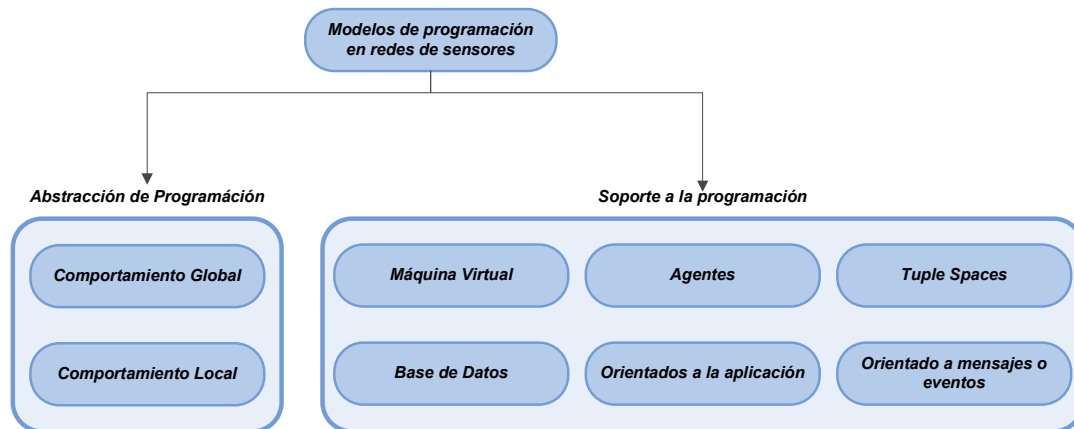 Modelos de programación
en redes de sensores
Abstracción de Prográmáción
Soporte a la programación
Comportamiento Global
Máquina Virtual
Agentes
Tuple Spaces
Comportamiento Local
Base de Datos
Orientados a la aplicación
Orientado a mensajes o
eventos